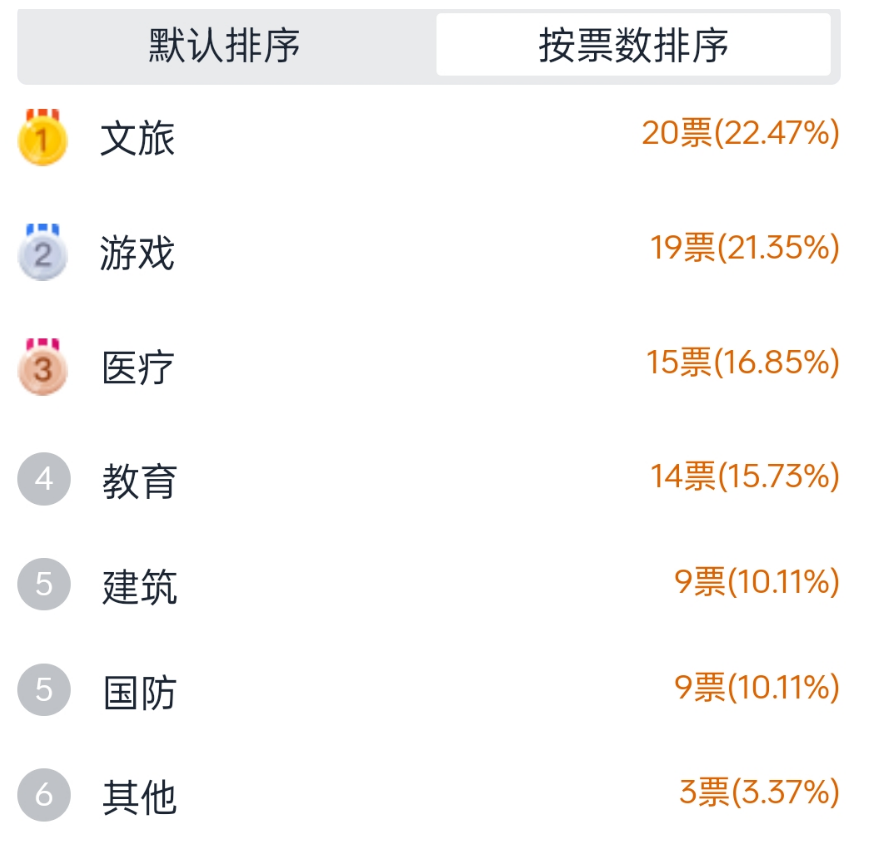 默认排序 按票数排序
1 文旅 20票(22.47%)
2 游戏 19票(21.35%)
3 医疗 15票(16.85%)
4 教育 14票(15.73%)
5 建筑 9票(10.11%)
5 国防 9票(10.11%)
6 其他 3票(3.37%)